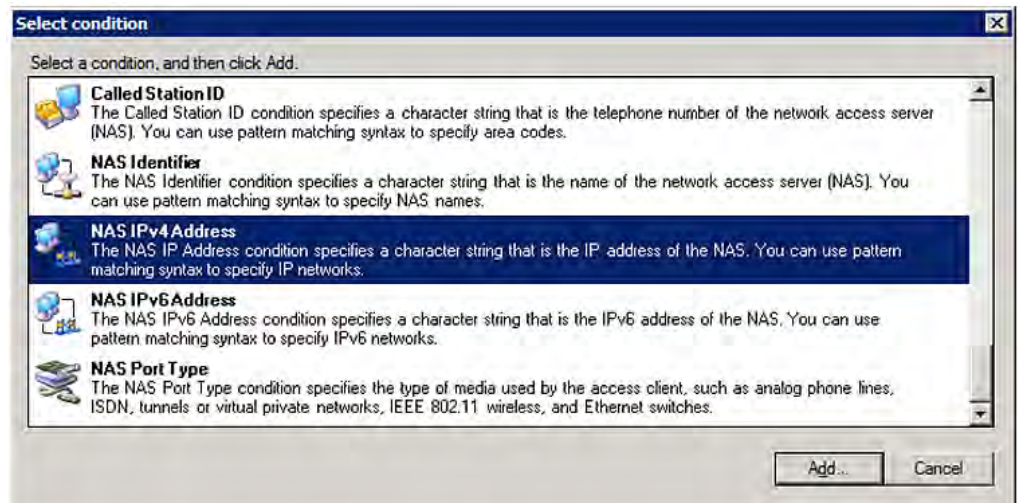 Select condition
Select a condition, and then click Add.
Called Station ID
The Called Station ID condition specifies a character string that is the telephone number of the network access server
(NAS). You can use pattern matching syntax to specify area codes.
NAS Identifier
The NAS Identifier condition specifies a character string that is the name of the network access server (NAS). You
can use pattern matching syntax to specify NAS names.
NAS IPv4 Address
The NAS IP Address condition specifies a character string that is the IP address of the NAS. You can use pattern
matching syntax to specify IP networks.
NAS IPv6 Address
The NAS IPv6 Address condition specifies a character string that is the IPv6 address of the NAS. You can use
pattern matching syntax to specify IPv6 networks.
NAS Port Type
The NAS Port Type condition specifies the type of media used by the access client, such as analog phone lines,
ISDN, tunnels or virtual private networks, IEEE 802.11 wireless, and Ethernet switches.
Add... Cancel